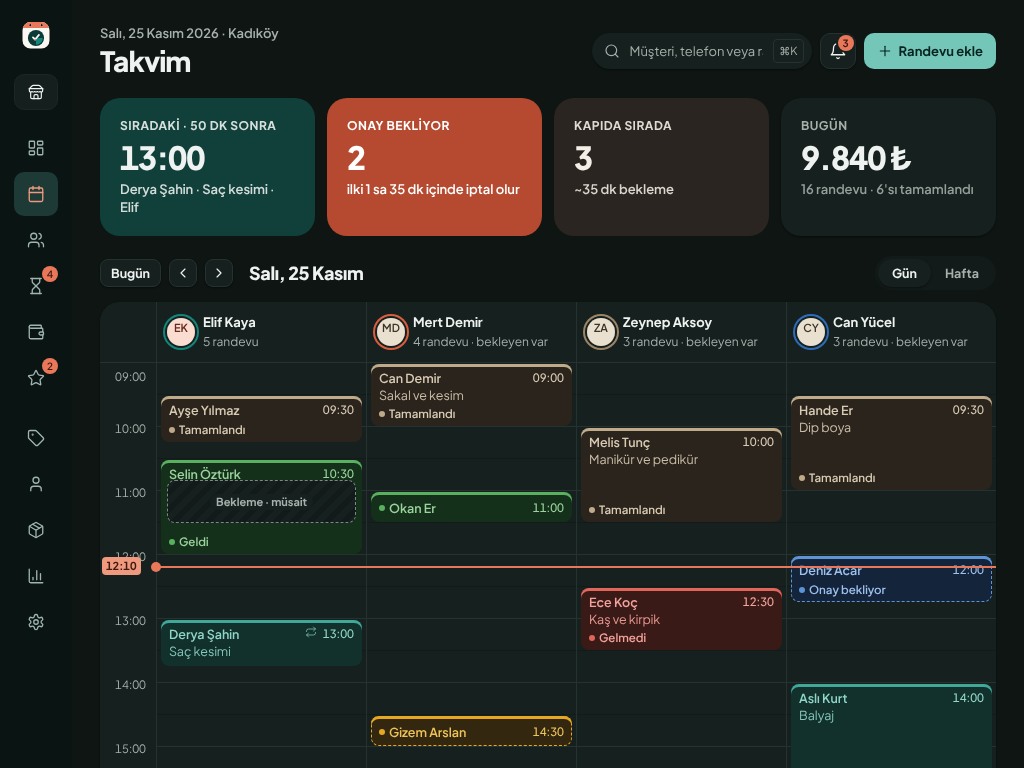 Salı, 25 Kasım 2026 · Kadıköy
Takvim
Müşteri, telefon veya r
⌘K
3
Randevu ekle
SIRADAKİ · 50 DK SONRA
13:00
Derya Şahin · Saç kesimi ·
Elif
ONAY BEKLİYOR
2
ilki 1 sa 35 dk içinde iptal olur
KAPIDA SIRADA
3
~35 dk bekleme
BUGÜN
9.840 ₺
16 randevu · 6'sı tamamlandı
4
2
Bugün
Salı, 25 Kasım
Gün
Hafta
EK
Elif Kaya
5 randevu
MD
Mert Demir
4 randevu · bekleyen var
ZA
Zeynep Aksoy
3 randevu · bekleyen var
CY
Can Yücel
3 randevu · bekleyen var
09:00
10:00
11:00
12:00
12:10
13:00
14:00
15:00
Ayşe Yılmaz 09:30
Tamamlandı
Selin Öztürk 10:30
Bekleme · müsait
Geldi
Derya Şahin 13:00
Saç kesimi
Can Demir 09:00
Sakal ve kesim
Tamamlandı
Okan Er 11:00
Gizem Arslan 14:30
Melis Tunç 10:00
Manikür ve pedikür
Tamamlandı
Ece Koç 12:30
Kaş ve kirpik
Gelmedi
Hande Er 09:30
Dip boya
Tamamlandı
Deniz Acar 12:00
Onay bekliyor
Aslı Kurt 14:00
Balyaj